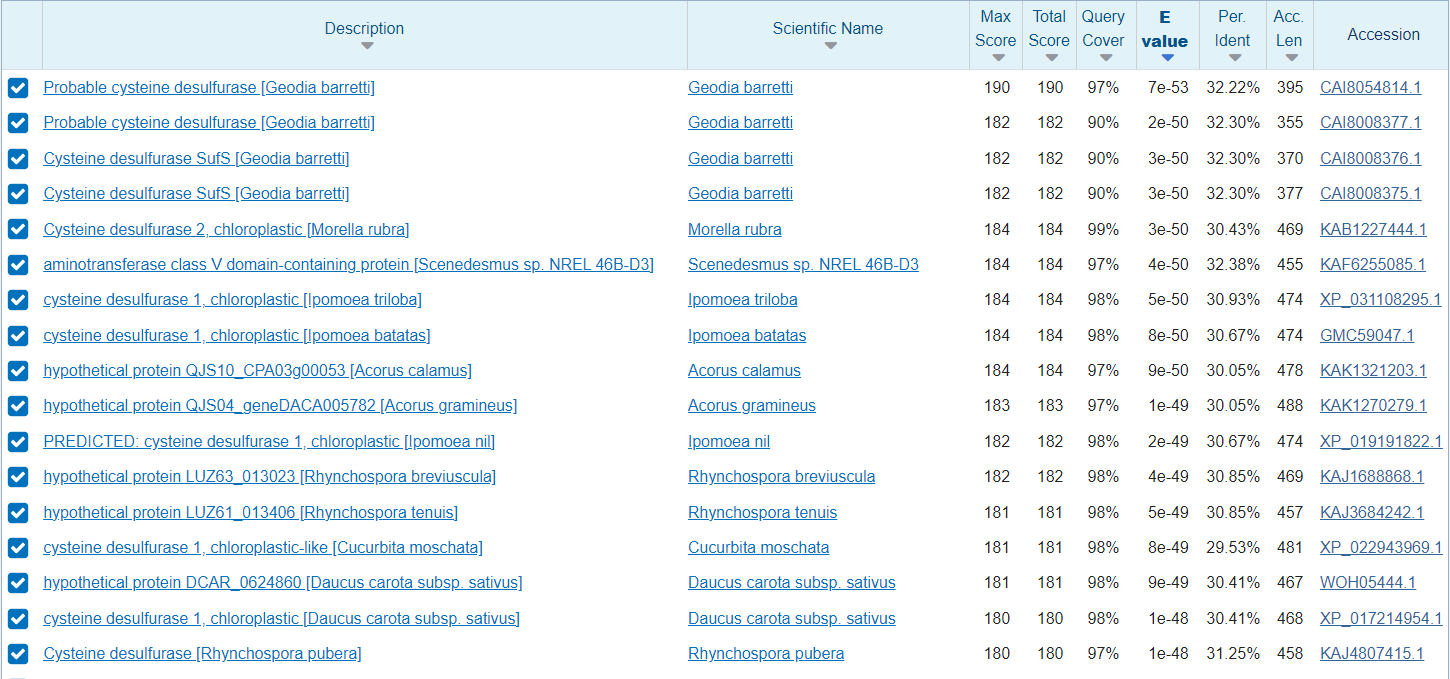 Description Scientific Name Max Score Total Score Query Cover E value Per. Ident Acc. Len Accession
Probable cysteine desulfurase [Geodia barretti] Geodia barretti 190 190 97% 7e-53 32.22% 395 CAI8054814.1
Probable cysteine desulfurase [Geodia barretti] Geodia barretti 182 182 90% 2e-50 32.30% 355 CAI8008377.1
Cysteine desulfurase SufS [Geodia barretti] Geodia barretti 182 182 90% 3e-50 32.30% 370 CAI8008376.1
Cysteine desulfurase SufS [Geodia barretti] Geodia barretti 182 182 90% 3e-50 32.30% 377 CAI8008375.1
Cysteine desulfurase 2, chloroplastic [Morella rubra] Morella rubra 184 184 99% 3e-50 30.43% 469 KAB1227444.1
aminotransferase class V domain-containing protein [Scenedesmus sp. NREL 46B-D3] Scenedesmus sp. NREL 46B-D3 184 184 97% 4e-50 32.38% 455 KAF6255085.1
cysteine desulfurase 1, chloroplastic [Ipomoea triloba] Ipomoea triloba 184 184 98% 5e-50 30.93% 474 XP_031108295.1
cysteine desulfurase 1, chloroplastic [Ipomoea batatas] Ipomoea batatas 184 184 98% 8e-50 30.67% 474 GMC59047.1
hypothetical protein QJS10_CPA03g00053 [Acorus calamus] Acorus calamus 184 184 97% 9e-50 30.05% 478 KAK1321203.1
hypothetical protein QJS04_geneDACA005782 [Acorus gramineus] Acorus gramineus 183 183 97% 1e-49 30.05% 488 KAK1270279.1
PREDICTED: cysteine desulfurase 1, chloroplastic [Ipomoea nil] Ipomoea nil 182 182 98% 2e-49 30.67% 474 XP_019191822.1
hypothetical protein LUZ63_013023 [Rhynchospora breviuscula] Rhynchospora breviuscula 182 182 98% 4e-49 30.85% 469 KAJ1688868.1
hypothetical protein LUZ61_013406 [Rhynchospora tenuis] Rhynchospora tenuis 181 181 98% 5e-49 30.85% 457 KAJ3684242.1
cysteine desulfurase 1, chloroplastic-like [Cucurbita moschata] Cucurbita moschata 181 181 98% 8e-49 29.53% 481 XP_022943969.1
hypothetical protein DCAR_0624860 [Daucus carota subsp. sativus] Daucus carota subsp. sativus 181 181 98% 9e-49 30.41% 467 WOH05444.1
cysteine desulfurase 1, chloroplastic [Daucus carota subsp. sativus] Daucus carota subsp. sativus 180 180 98% 1e-48 30.41% 468 XP_017214954.1
Cysteine desulfurase [Rhynchospora pubera] Rhynchospora pubera 180 180 97% 1e-48 31.25% 458 KAJ4807415.1